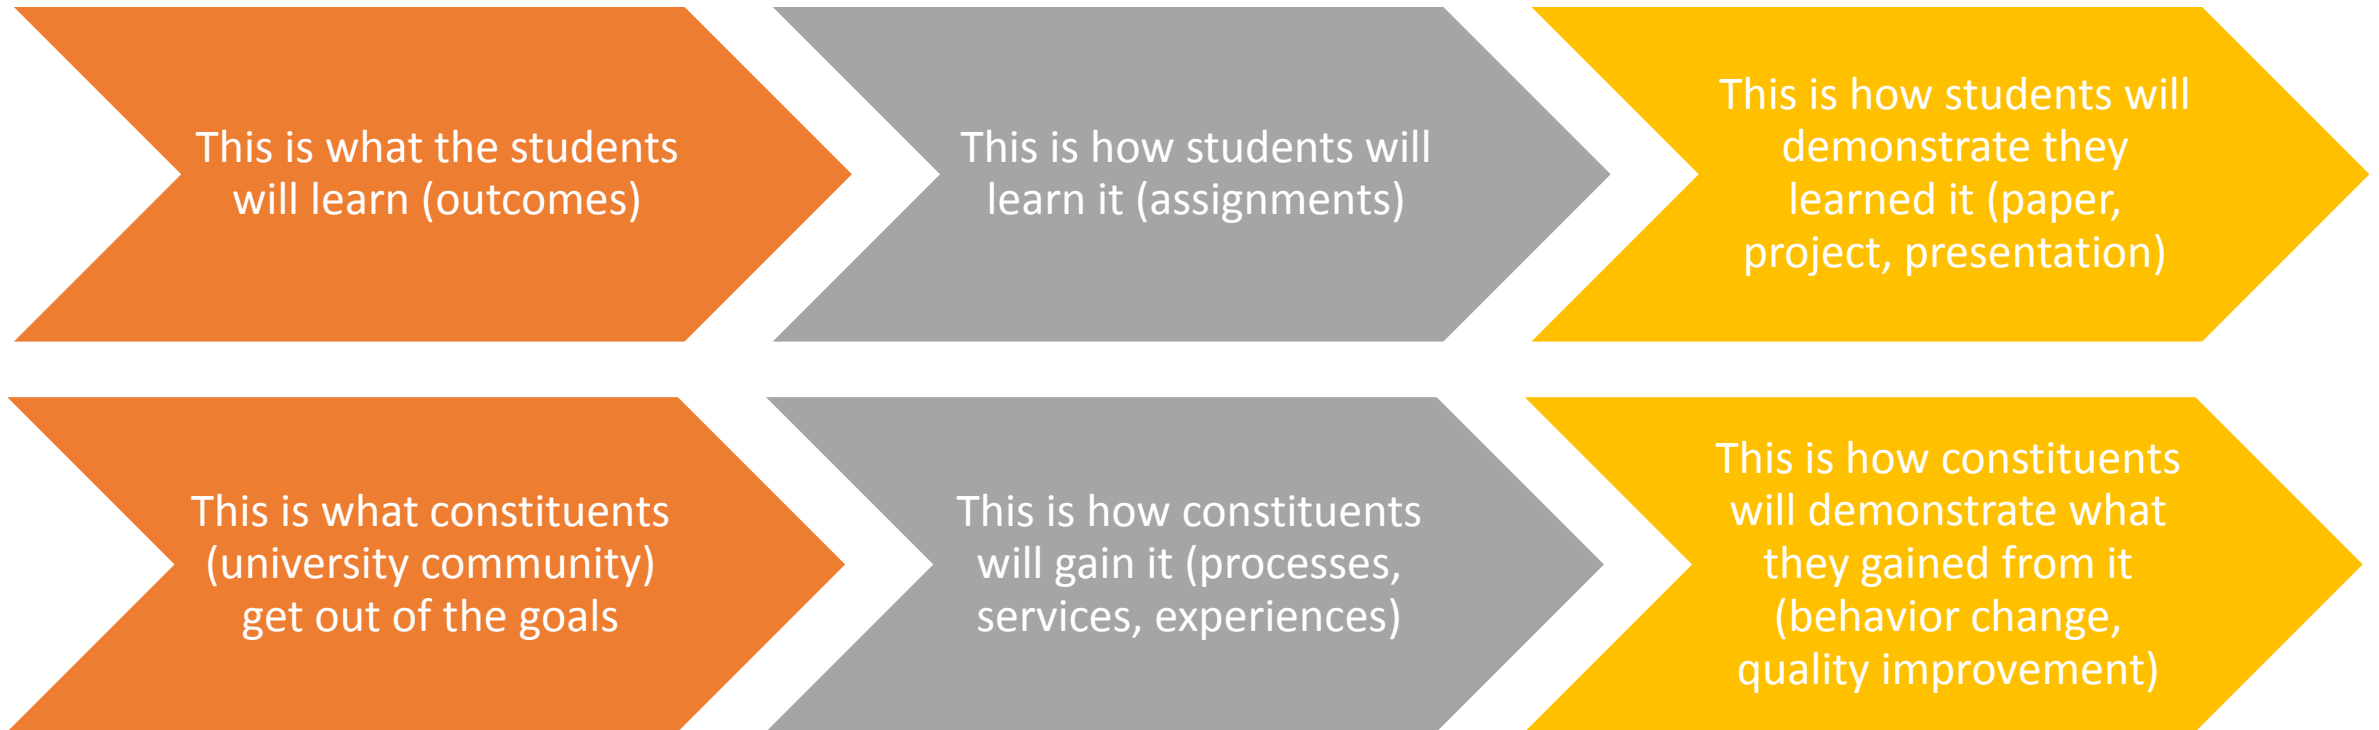 This is what the students
will learn (outcomes)
This is how students will
learn it (assignments)
This is how students will
demonstrate they
learned it (paper,
project, presentation)
This is what constituents
(university community)
get out of the goals
This is how constituents
will gain it (processes,
services, experiences)
This is how constituents
will demonstrate what
they gained from it
(behavior change,
quality improvement)